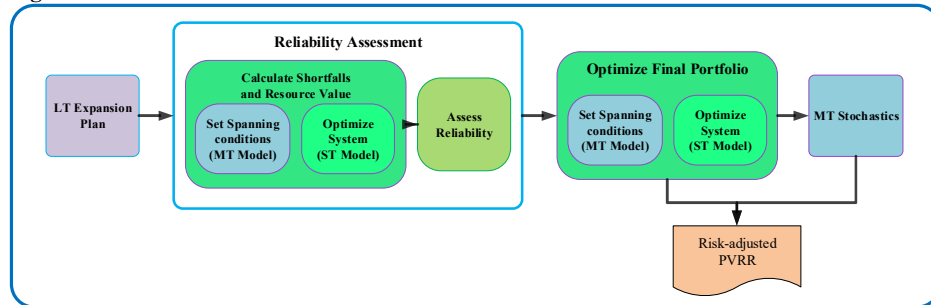 Reliability Assessment
LT Expansion
Plan
Calculate Shortfalls
and Resource Value
Set Spanning
conditions
(MT Model)
Optimize
System
(ST Model)
Assess
Reliability
Optimize Final Portfolio
Set Spanning
conditions
(MT Model)
Optimize
System
(ST Model)
MT Stochastics
Risk-adjusted
PVRR